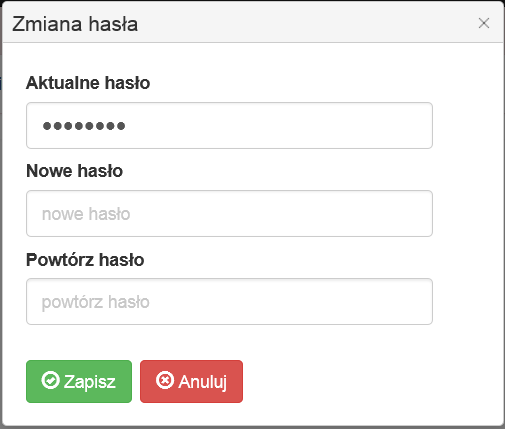 Zmiana hasła
Aktualne hasło
••••••••
Nowe hasło
nowe hasło
Powtórz hasło
powtórz hasło
Zapisz Anuluj